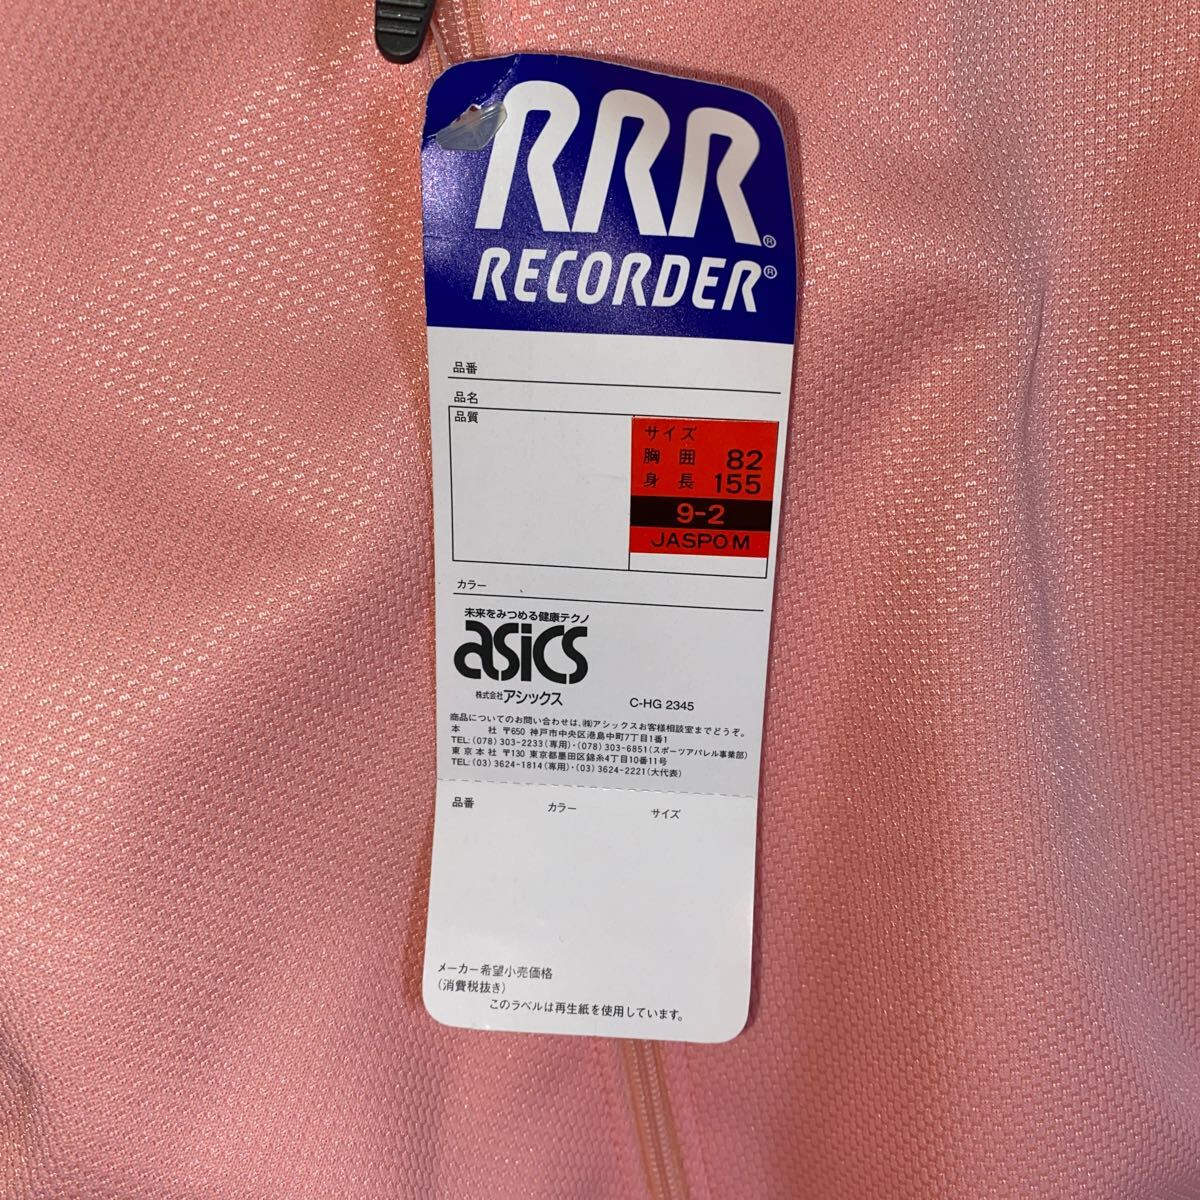 RRR®
RECORDER®
品番
品名
品質
サイズ
胸囲 82
身長 155
9-2
JASPO M
カラー
未来をみつめる健康テクノ
asics
株式会社アシックス
C-HG 2345
商品についてのお問い合わせは、㈱アシックスお客様相談室までどうぞ。
本 社 〒650 神戸市中央区港島中町7丁目1番1
TEL:(078)303-2233(専用)・(078)303-6851(スポーツアパレル事業部)
東京本社 〒130 東京都墨田区錦糸4丁目10番11号
TEL:(03)3624-1814(専用)・(03)3624-2221(大代表)
品番 カラー サイズ
メーカー希望小売価格
(消費税抜き)
このラベルは再生紙を使用しています。